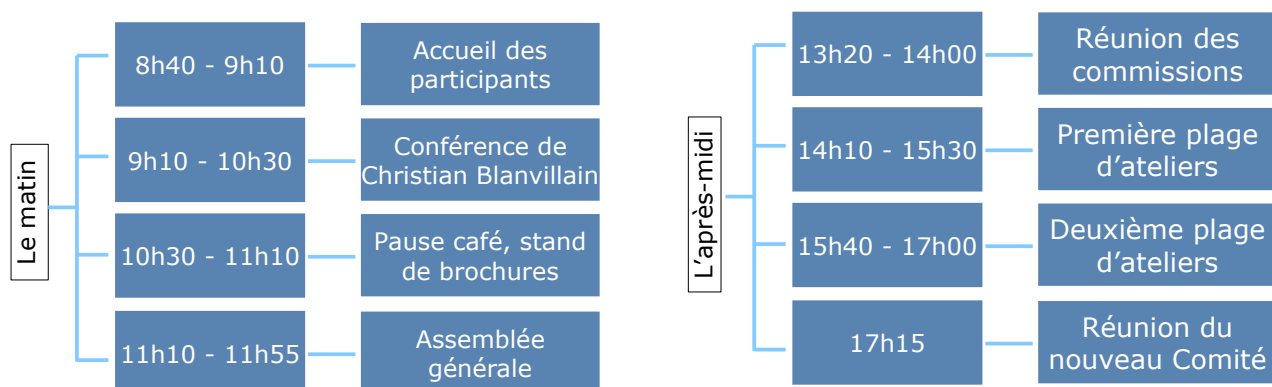 Le matin
8h40 - 9h10
Accueil des
participants
9h10 - 10h30
Conférence de
Christian Blanvillain
10h30 - 11h10
Pause café, stand
de brochures
11h10 - 11h55
Assemblée
générale
L'après-midi
13h20 - 14h00
Réunion des
commissions
14h10 - 15h30
Première plage
d'ateliers
15h40 - 17h00
Deuxième plage
d'ateliers
17h15
Réunion du
nouveau Comité